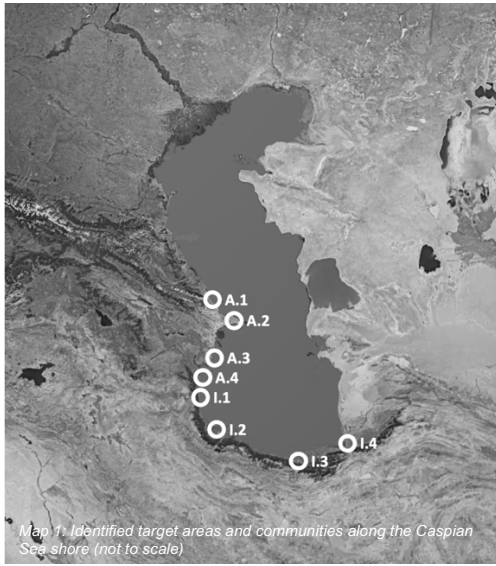 A.1
A.2
A.3
A.4
I.1
I.2
I.4
I.3
Map 1: Identified target areas and communities along the Caspian
Sea shore (not to scale)